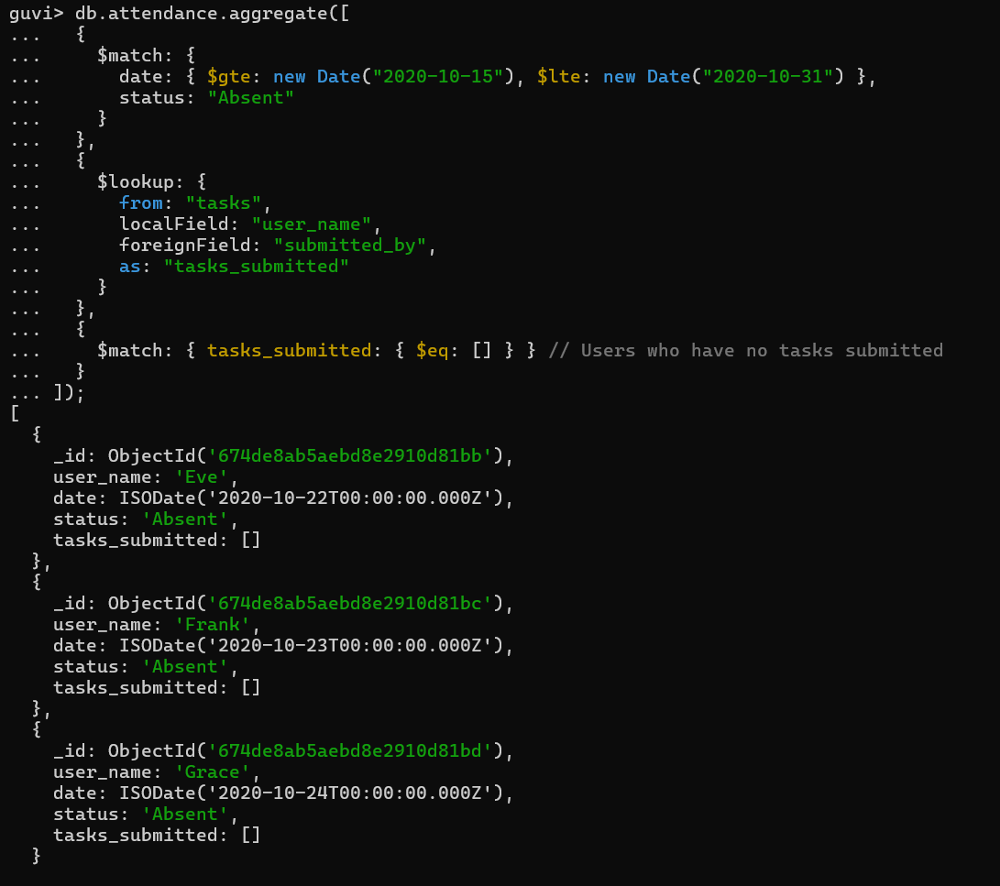 guvi> db.attendance.aggregate([
...   {
...     $match: {
...       date: { $gte: new Date("2020-10-15"), $lte: new Date("2020-10-31") },
...       status: "Absent"
...     }
...   },
...   {
...     $lookup: {
...       from: "tasks",
...       localField: "user_name",
...       foreignField: "submitted_by",
...       as: "tasks_submitted"
...     }
...   },
...   {
...     $match: { tasks_submitted: { $eq: [] } } // Users who have no tasks submitted
...   }
... ]);
[
  {
    _id: ObjectId('674de8ab5aebd8e2910d81bb'),
    user_name: 'Eve',
    date: ISODate('2020-10-22T00:00:00.000Z'),
    status: 'Absent',
    tasks_submitted: []
  },
  {
    _id: ObjectId('674de8ab5aebd8e2910d81bc'),
    user_name: 'Frank',
    date: ISODate('2020-10-23T00:00:00.000Z'),
    status: 'Absent',
    tasks_submitted: []
  },
  {
    _id: ObjectId('674de8ab5aebd8e2910d81bd'),
    user_name: 'Grace',
    date: ISODate('2020-10-24T00:00:00.000Z'),
    status: 'Absent',
    tasks_submitted: []
  }